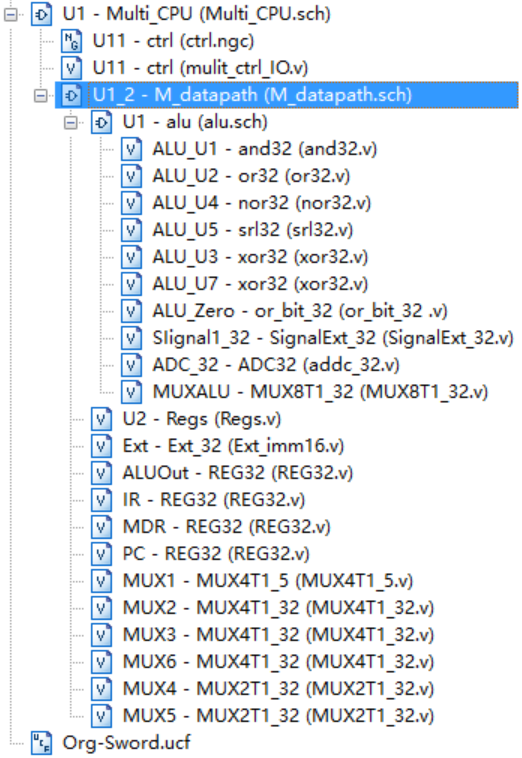 U1 - Multi_CPU (Multi_CPU.sch)
U11 - ctrl (ctrl.ngc)
U11 - ctrl (mulit_ctrl_IO.v)
U1_2 - M_datapath (M_datapath.sch)
U1 - alu (alu.sch)
ALU_U1 - and32 (and32.v)
ALU_U2 - or32 (or32.v)
ALU_U4 - nor32 (nor32.v)
ALU_U5 - srl32 (srl32.v)
ALU_U3 - xor32 (xor32.v)
ALU_U7 - xor32 (xor32.v)
ALU_Zero - or_bit_32 (or_bit_32 .v)
SIignal1_32 - SignalExt_32 (SignalExt_32.v)
ADC_32 - ADC32 (addc_32.v)
MUXALU - MUX8T1_32 (MUX8T1_32.v)
U2 - Regs (Regs.v)
Ext - Ext_32 (Ext_imm16.v)
ALUOut - REG32 (REG32.v)
IR - REG32 (REG32.v)
MDR - REG32 (REG32.v)
PC - REG32 (REG32.v)
MUX1 - MUX4T1_5 (MUX4T1_5.v)
MUX2 - MUX4T1_32 (MUX4T1_32.v)
MUX3 - MUX4T1_32 (MUX4T1_32.v)
MUX6 - MUX4T1_32 (MUX4T1_32.v)
MUX4 - MUX2T1_32 (MUX2T1_32.v)
MUX5 - MUX2T1_32 (MUX2T1_32.v)
Org-Sword.ucf